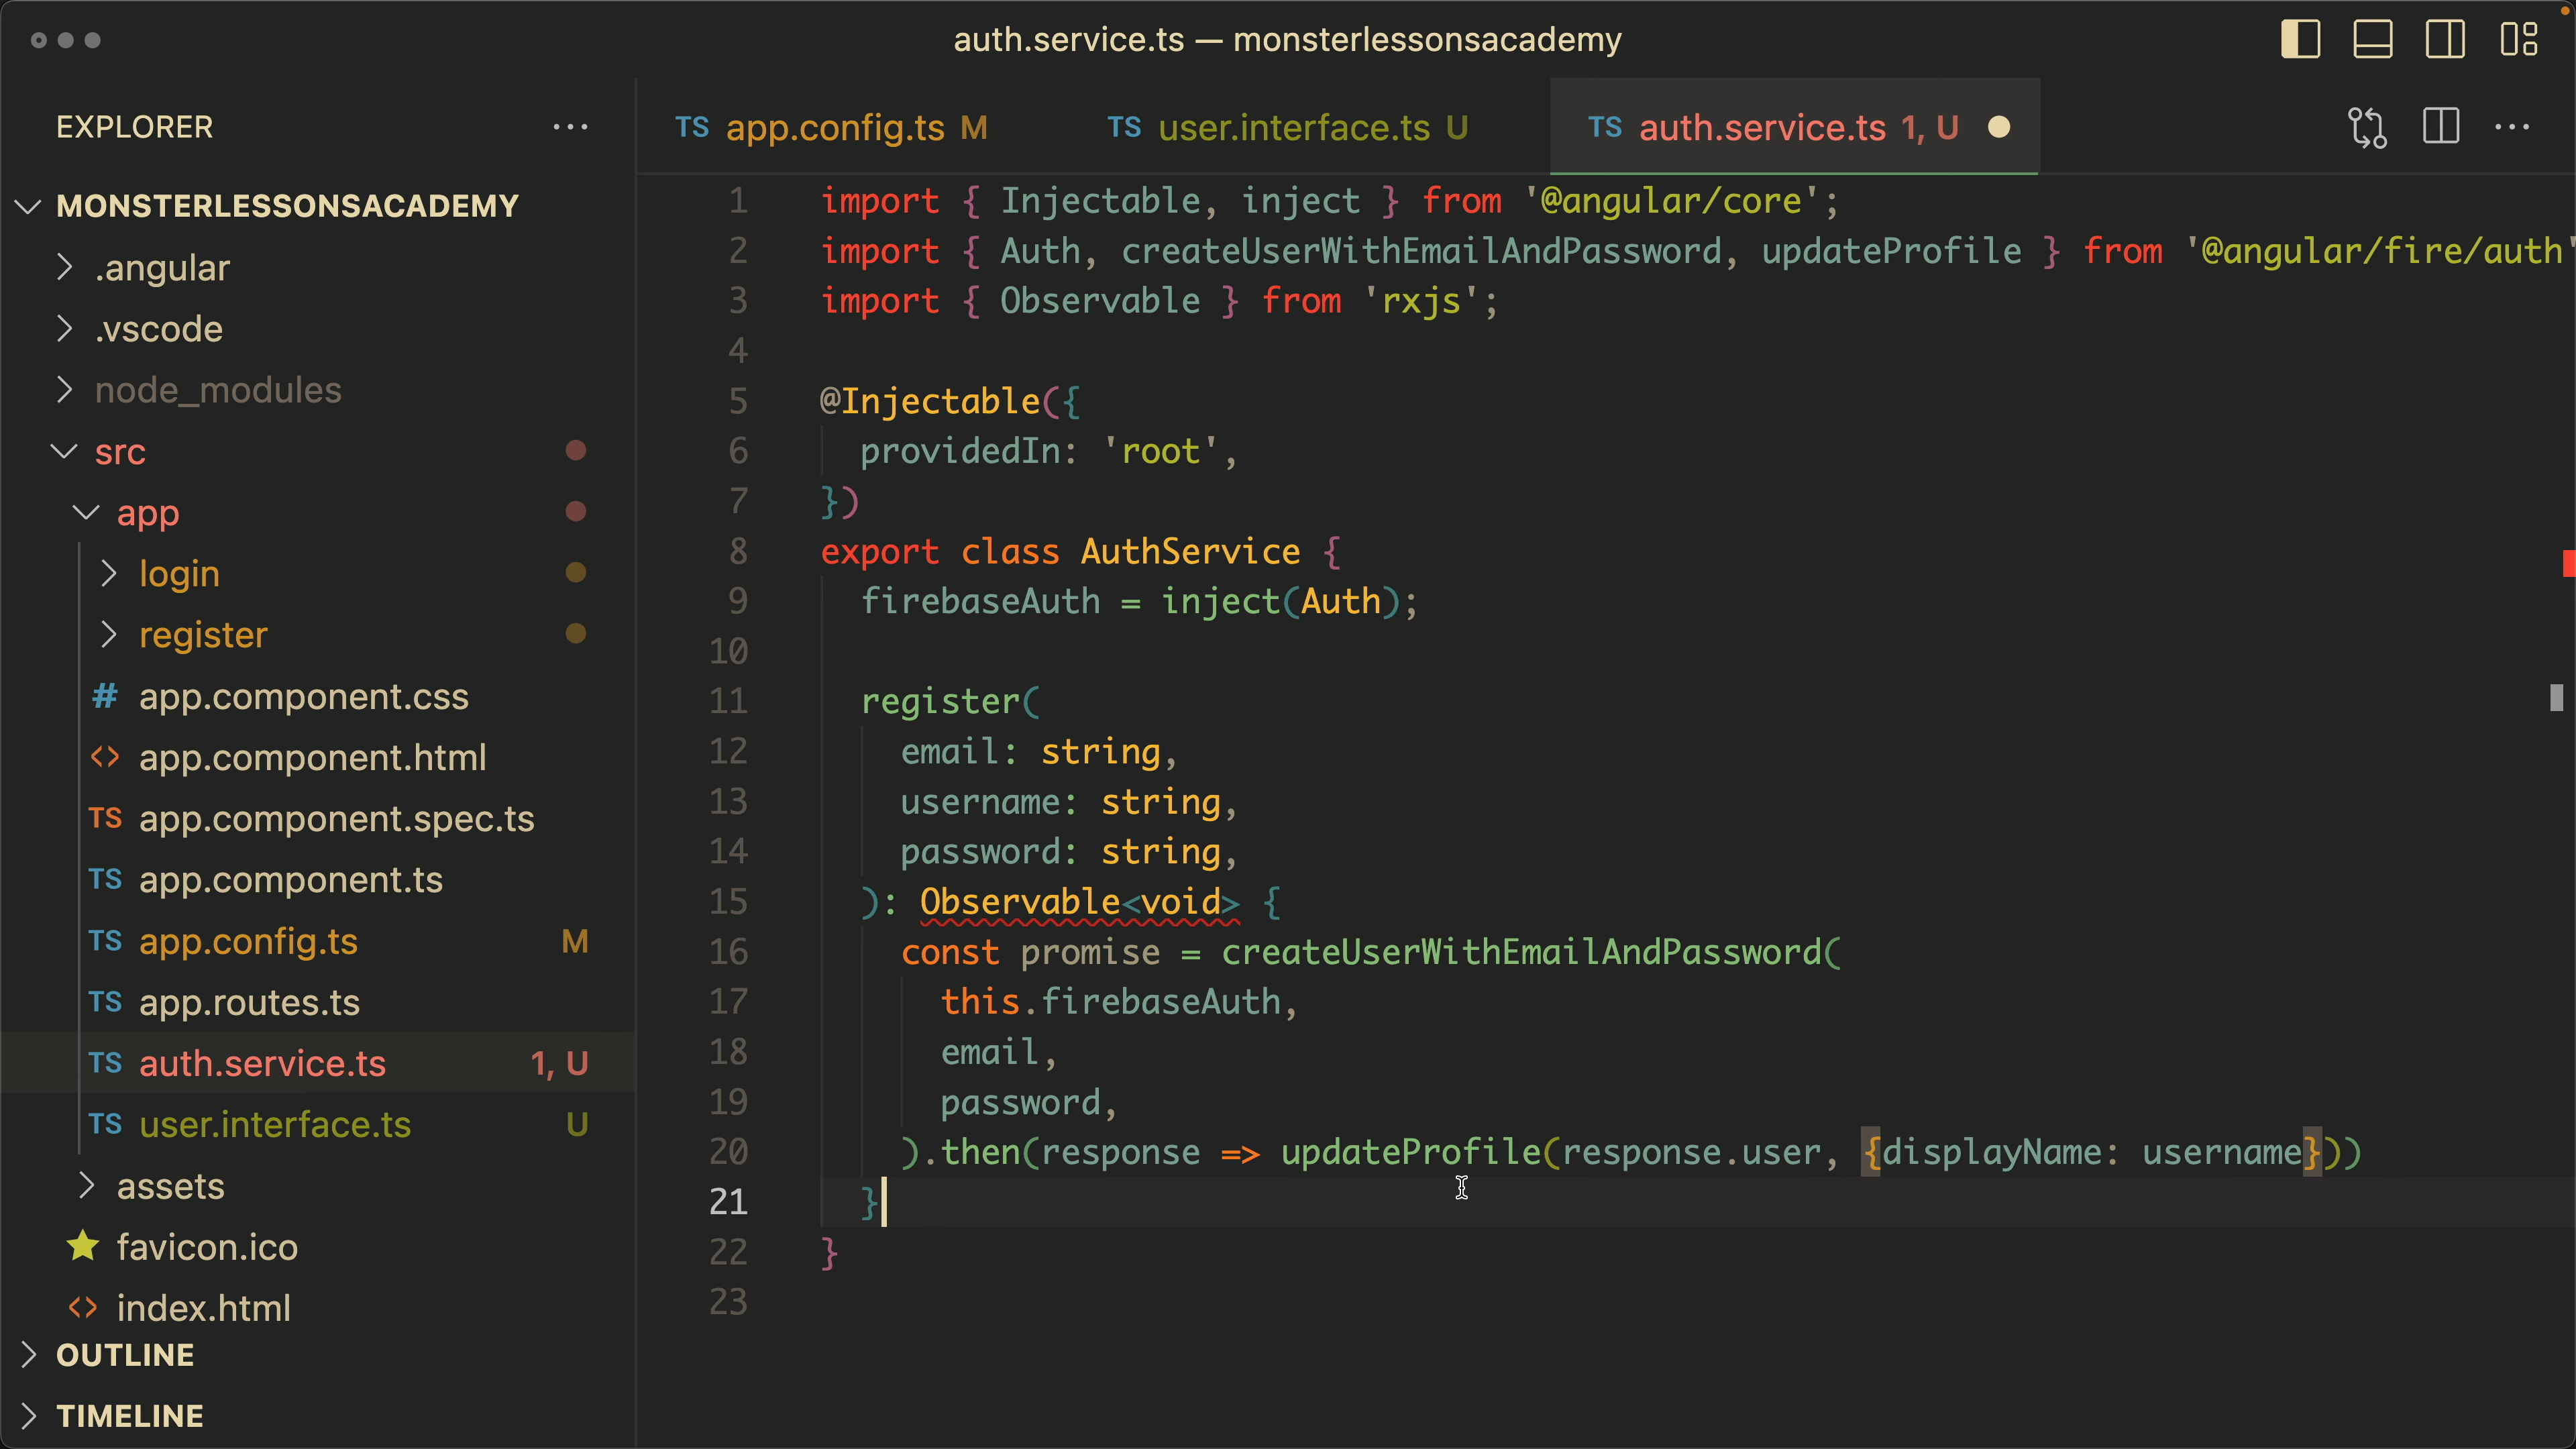 auth.service.ts — monsterlessonsacademy
EXPLORER
MONSTERLESSONSACADEMY
.angular
.vscode
node_modules
src
app
login
register
# app.component.css
<> app.component.html
TS app.component.spec.ts
TS app.component.ts
TS app.config.ts M
TS app.routes.ts
TS auth.service.ts 1, U
TS user.interface.ts U
assets
favicon.ico
<> index.html
OUTLINE
TIMELINE
TS app.config.ts M TS user.interface.ts U TS auth.service.ts 1, U
1 import { Injectable, inject } from '@angular/core';
2 import { Auth, createUserWithEmailAndPassword, updateProfile } from '@angular/fire/auth'
3 import { Observable } from 'rxjs';
4
5 @Injectable({
6 providedIn: 'root',
7 })
8 export class AuthService {
9 firebaseAuth = inject(Auth);
10
11 register(
12 email: string,
13 username: string,
14 password: string,
15 ): Observable<void> {
16 const promise = createUserWithEmailAndPassword(
17 this.firebaseAuth,
18 email,
19 password,
20 ).then(response => updateProfile(response.user, {displayName: username}))
21 }
22 }
23